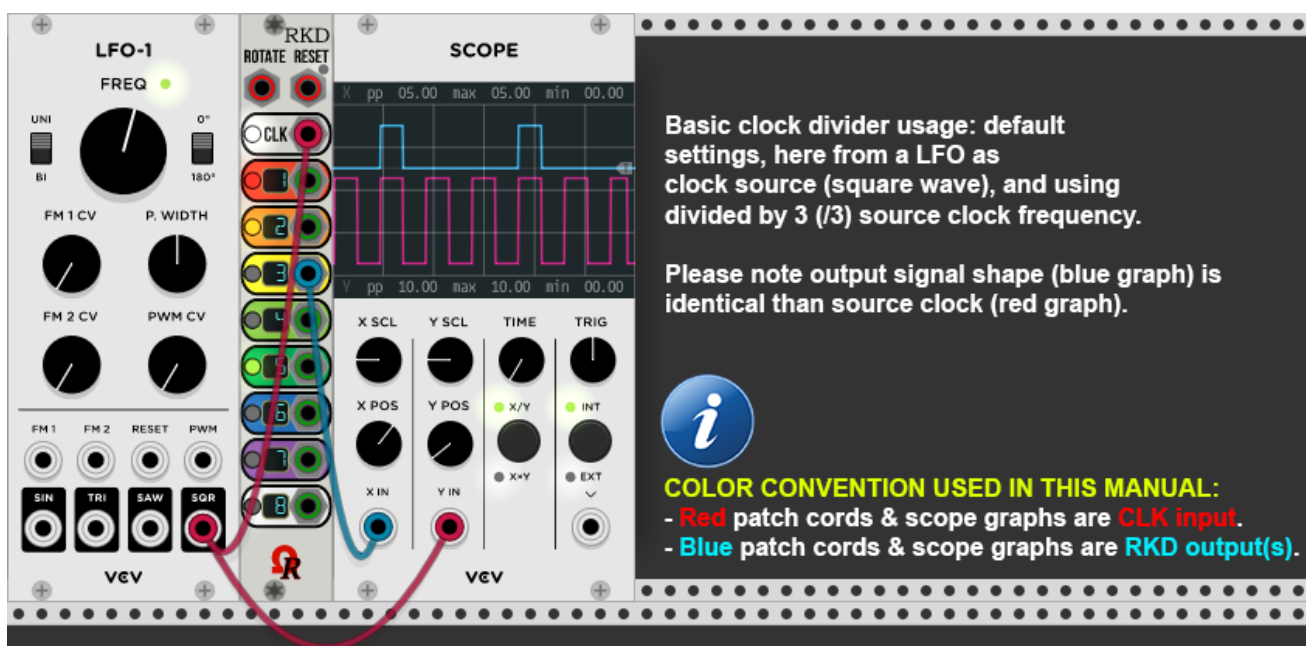 LFO-1
FREQ
UNI
0°
BI
180°
FM 1 CV
P. WIDTH
FM 2 CV
PWM CV
FM 1
FM 2
RESET
PWM
SIN
TRI
SAW
SQR
VCV
RKD
ROTATE RESET
CLK
1
2
3
4
5
6
7
8
ΩR
SCOPE
X pp 05.00 max 05.00 min 00.00
T
Y pp 10.00 max 10.00 min 00.00
X SCL
Y SCL
TIME
TRIG
X POS
Y POS
X/Y
INT
X×Y
EXT
X IN
Y IN
VCV
Basic clock divider usage: default
settings, here from a LFO as
clock source (square wave), and using
divided by 3 (/3) source clock frequency.
Please note output signal shape (blue graph) is
identical than source clock (red graph).
i
COLOR CONVENTION USED IN THIS MANUAL:
- Red patch cords & scope graphs are CLK input.
- Blue patch cords & scope graphs are RKD output(s).